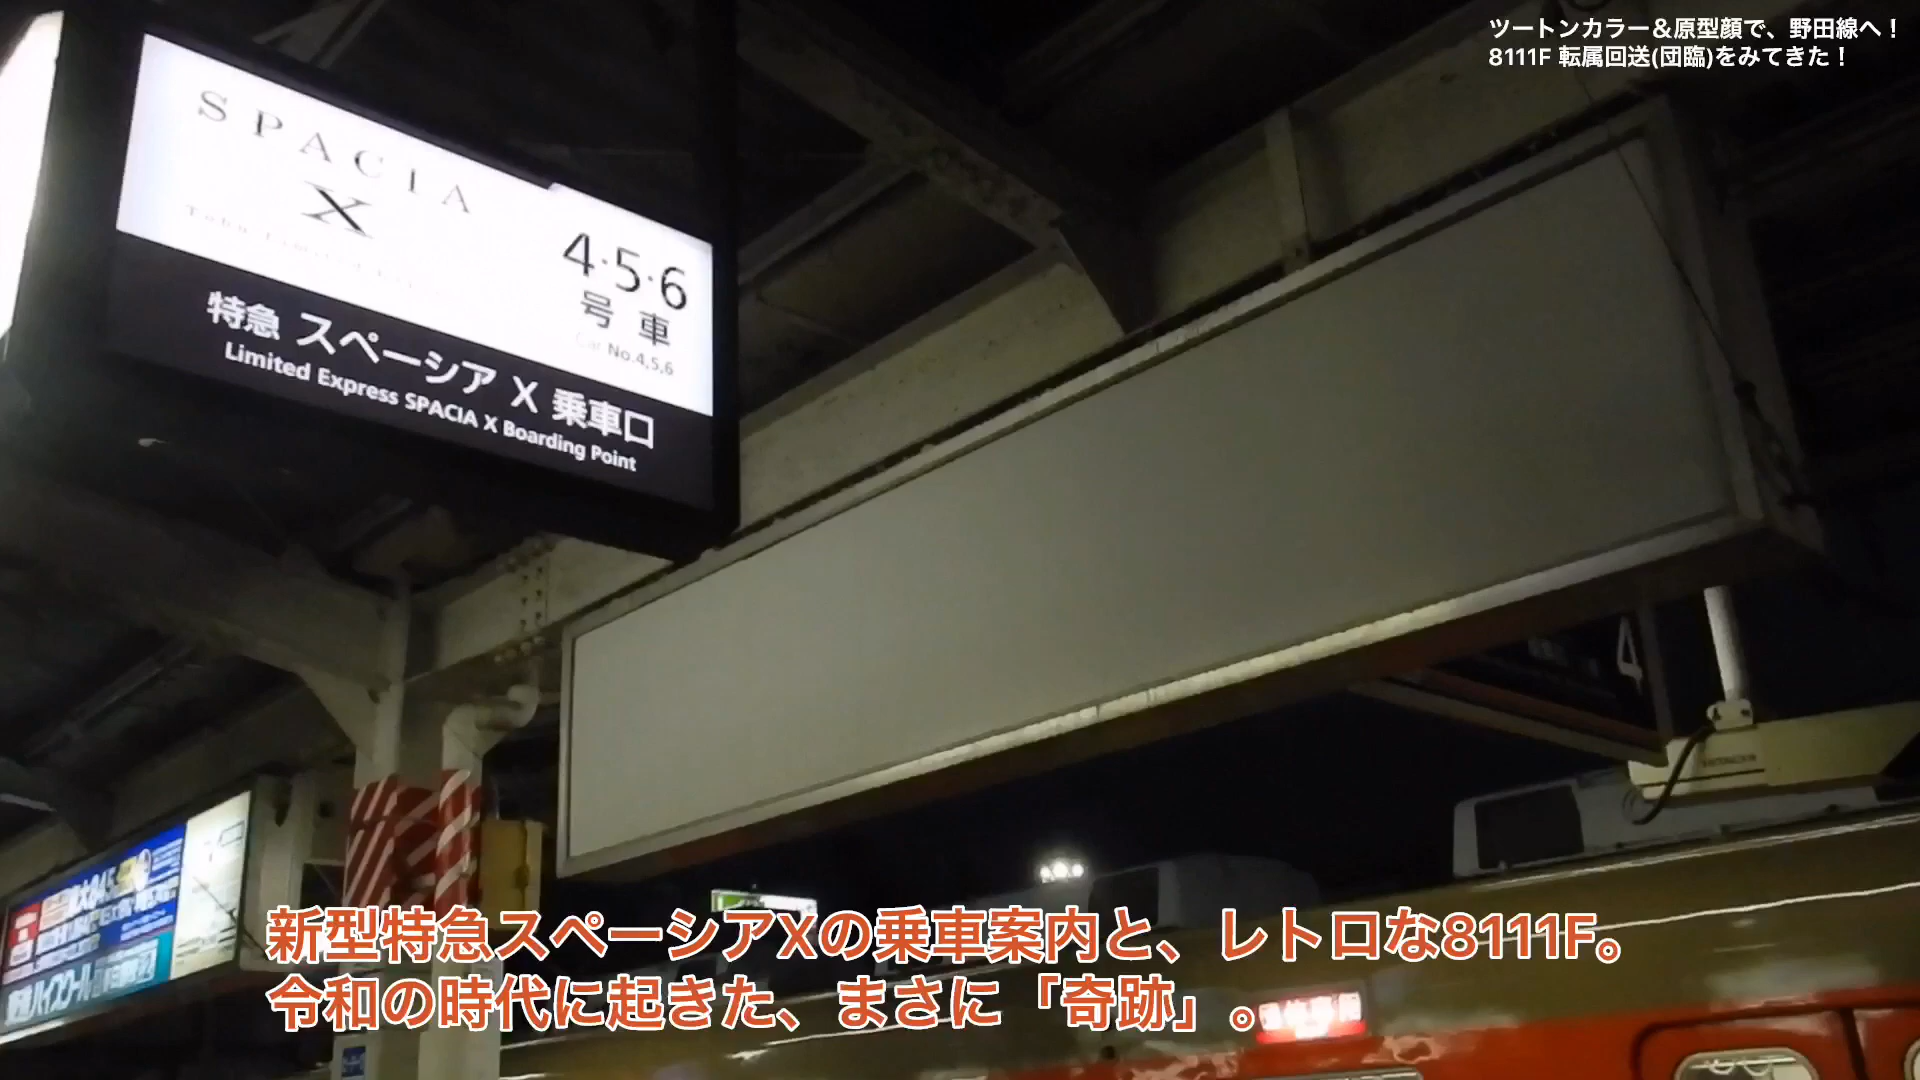 ツートンカラー&原型顔で、野田線へ！
8111F 転属回送(団臨)をみてきた！
SPACIA
X
Tobu Limited Express
4・5・6
号車
Car No.4,5,6
特急 スペーシア X 乗車口
Limited Express SPACIA X Boarding Point
4
新型特急スペーシアXの乗車案内と、レトロな8111F。
令和の時代に起きた、まさに「奇跡」。